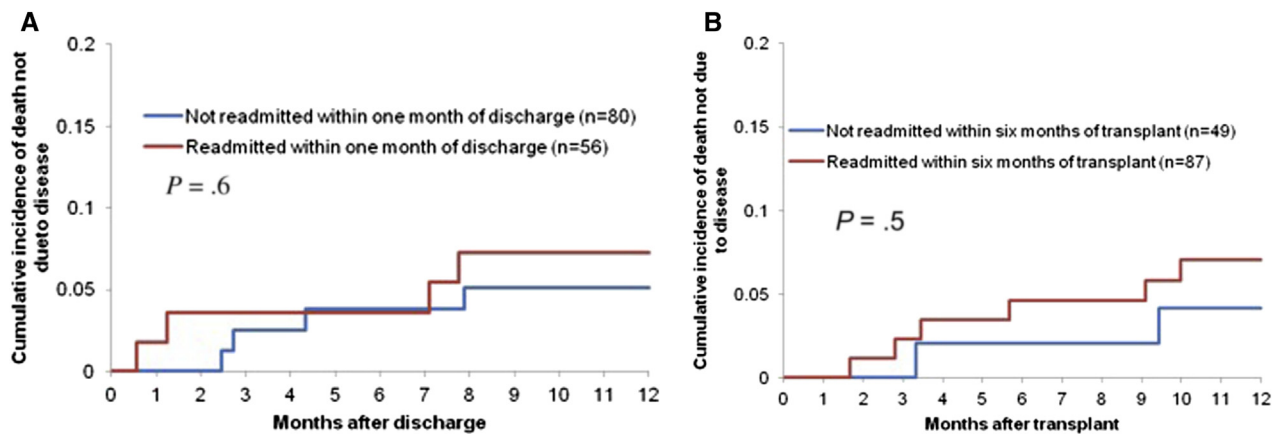 A
Cumulative incidence of death not
dueto disease
0.2
0.15
0.1
0.05
0
Not readmitted within one month of discharge (n=80)
Readmitted within one month of discharge (n=56)
P = .6
0 1 2 3 4 5 6 7 8 9 10 11 12
Months after discharge
B
Cumulative incidence of death not due
to disease
0.2
0.15
0.1
0.05
0
Not readmitted within six months of transplant (n=49)
Readmitted within six months of transplant (n=87)
P = .5
0 1 2 3 4 5 6 7 8 9 10 11 12
Months after transplant